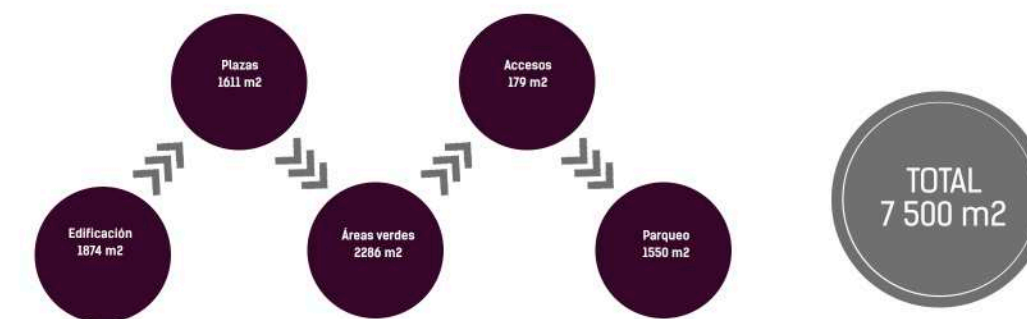 Edificación
1874 m2
Plazas
1611 m2
Áreas verdes
2286 m2
Accesos
179 m2
Parqueo
1550 m2
TOTAL
7 500 m2